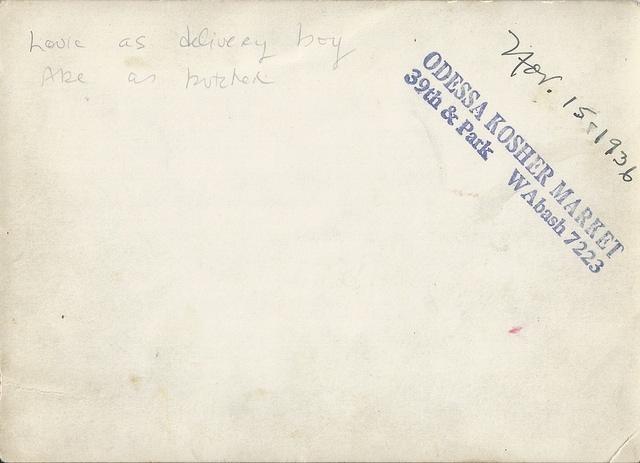 Louie as delivery boy
Abe as butcher
Nov. 15, 1936
ODESSA KOSHER MARKET
39th & Park WAbash 7223